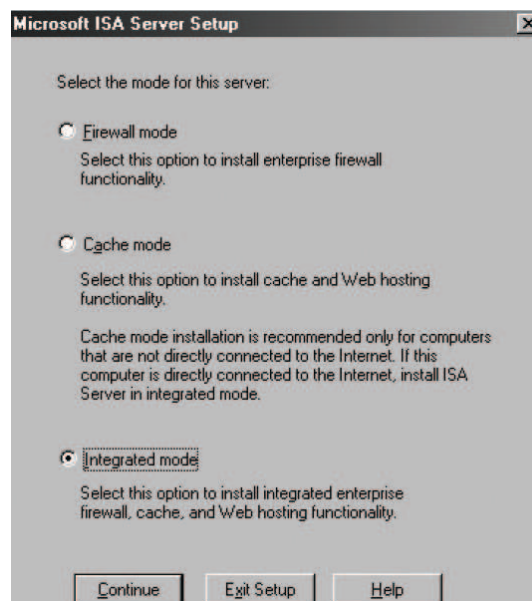 Microsoft ISA Server Setup
Select the mode for this server:
Firewall mode
Select this option to install enterprise firewall
functionality.
Cache mode
Select this option to install cache and Web hosting
functionality.
Cache mode installation is recommended only for computers
that are not directly connected to the Internet. If this
computer is directly connected to the Internet, install ISA
Server in integrated mode.
Integrated mode
Select this option to install integrated enterprise
firewall, cache, and Web hosting functionality.
Continue Exit Setup Help